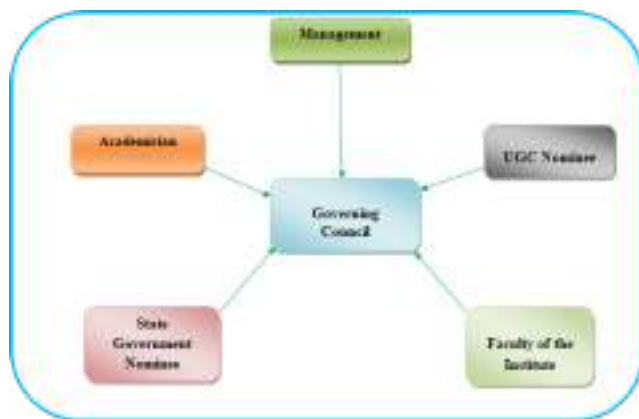 Management
Academician
UGC Nominee
Governing
Council
State
Government
Nominee
Faculty of the
Institute